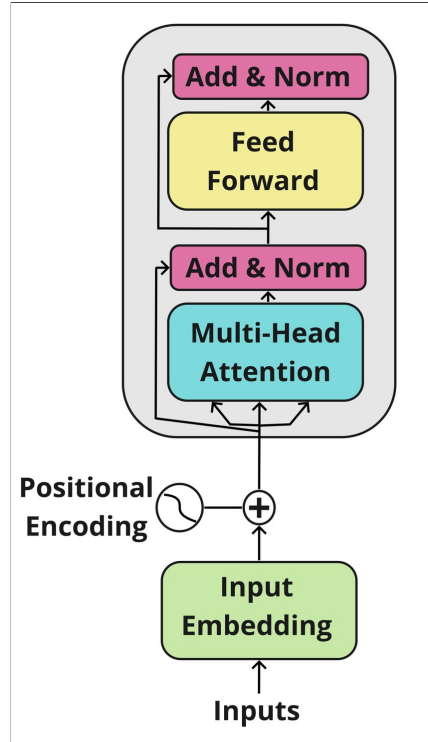 Add & Norm
Feed
Forward
Add & Norm
Multi-Head
Attention
Positional
Encoding
+
Input
Embedding
Inputs